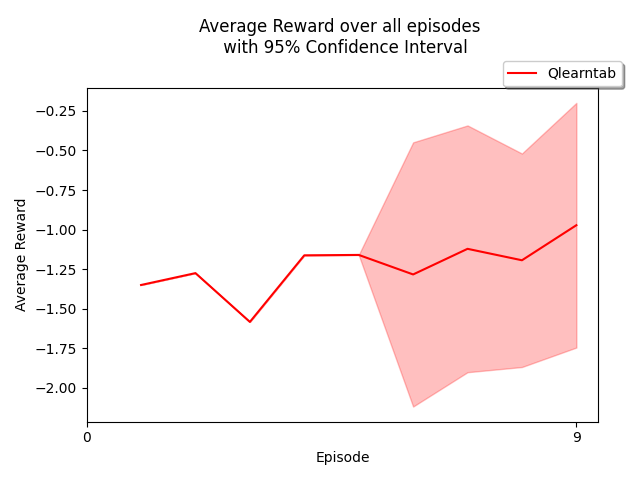 Average Reward over all episodes
with 95% Confidence Interval
Qlearntab
−0.25
−0.50
−0.75
−1.00
−1.25
−1.50
−1.75
−2.00
Average Reward
0
9
Episode